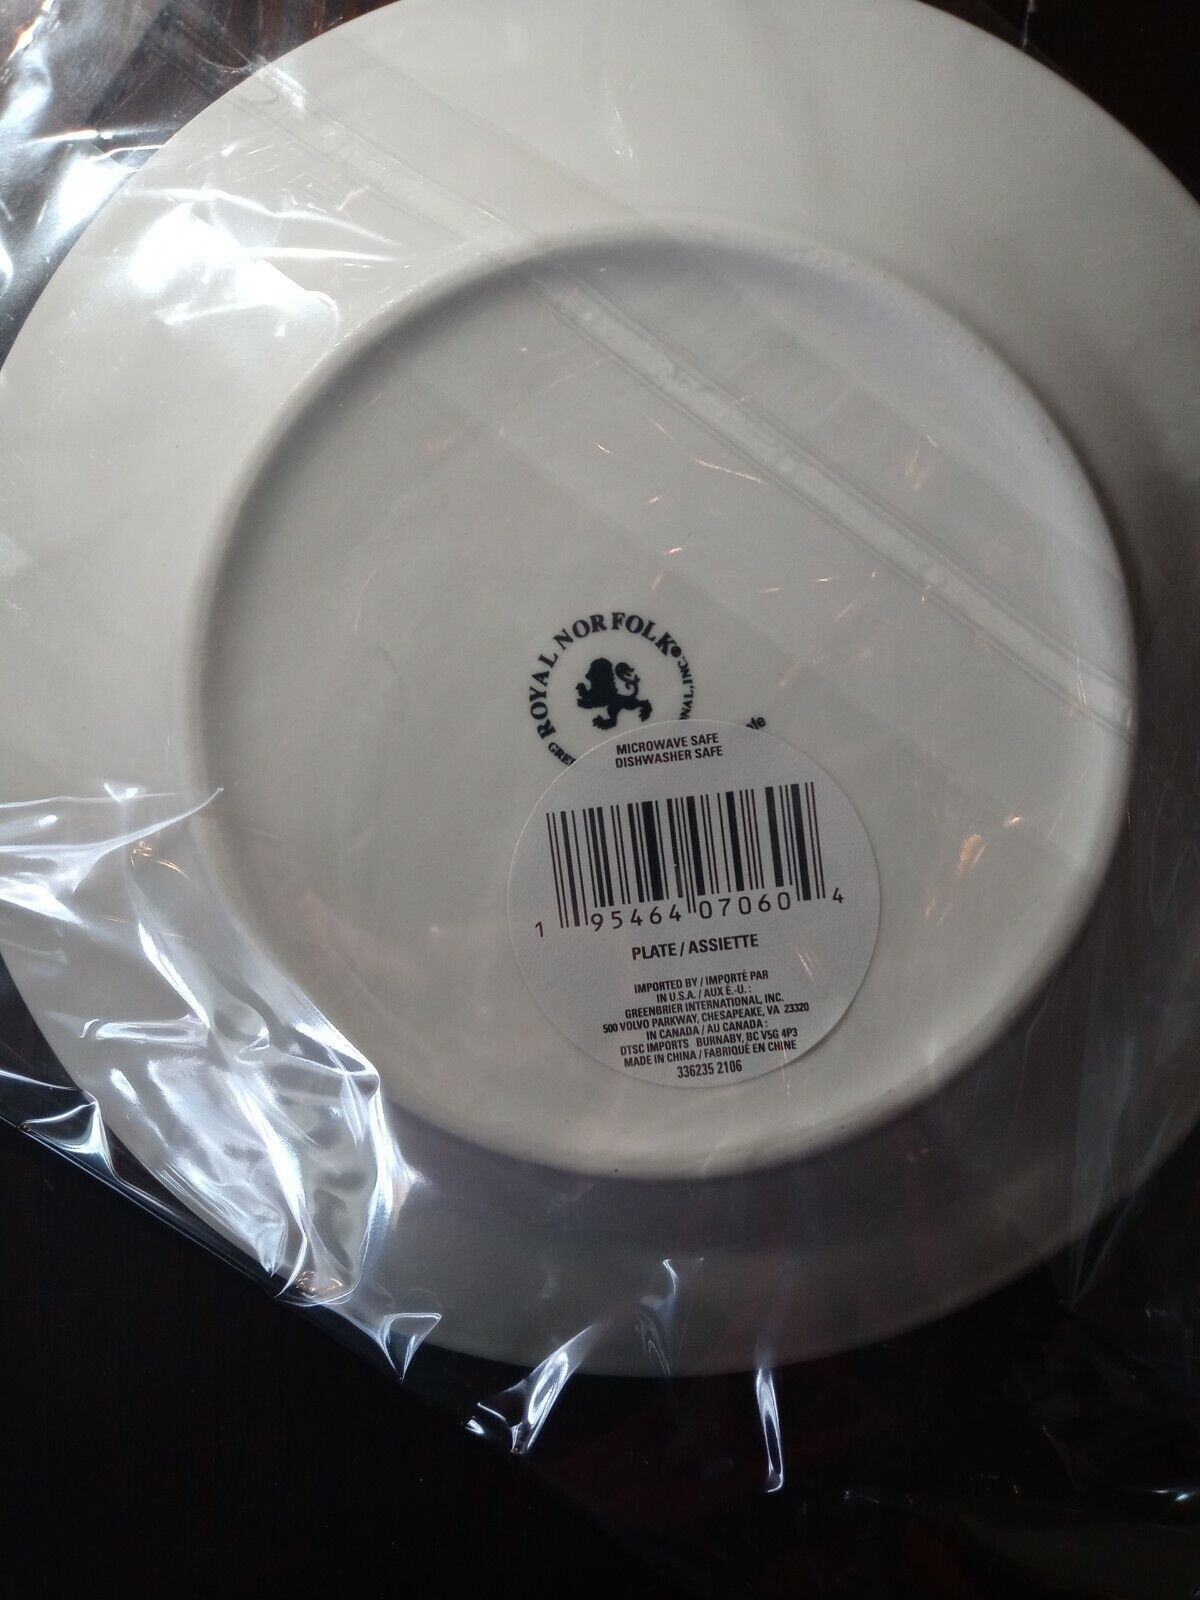 ROYAL NORFOLK®
INC.
MICROWAVE SAFE
DISHWASHER SAFE
1 95464 07060 4
PLATE / ASSIETTE
IMPORTED BY / IMPORTÉ PAR
IN U.S.A. / AUX É.-U. :
GREENBRIER INTERNATIONAL, INC.
500 VOLVO PARKWAY, CHESAPEAKE, VA 23320
IN CANADA / AU CANADA :
DTSC IMPORTS BURNABY, BC V5G 4P3
MADE IN CHINA / FABRIQUÉ EN CHINE
336235 2106